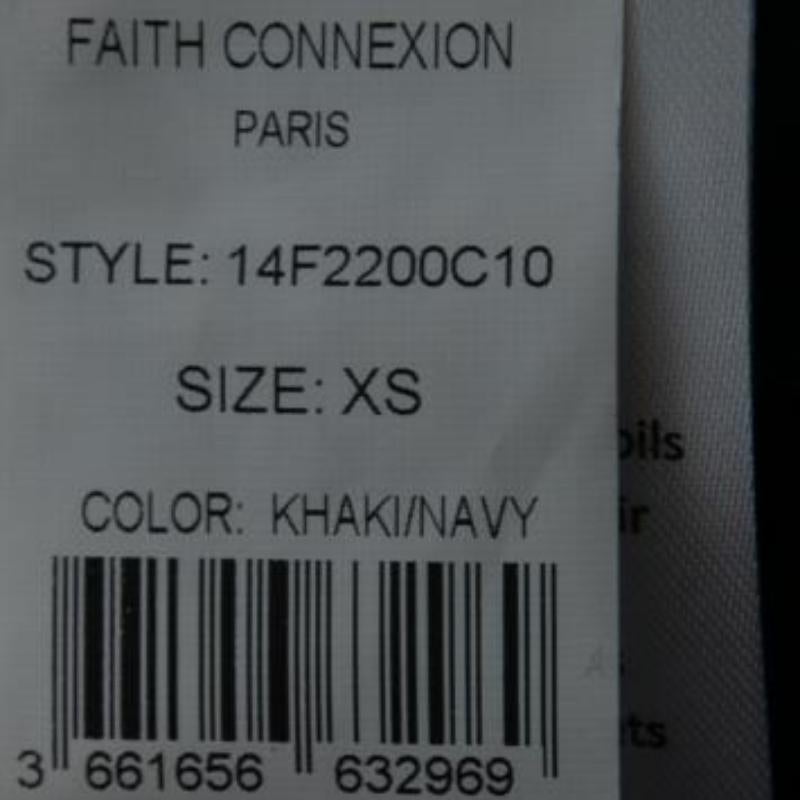 FAITH CONNEXION
PARIS
STYLE: 14F2200C10
SIZE: XS
COLOR: KHAKI/NAVY
3 661656 632969